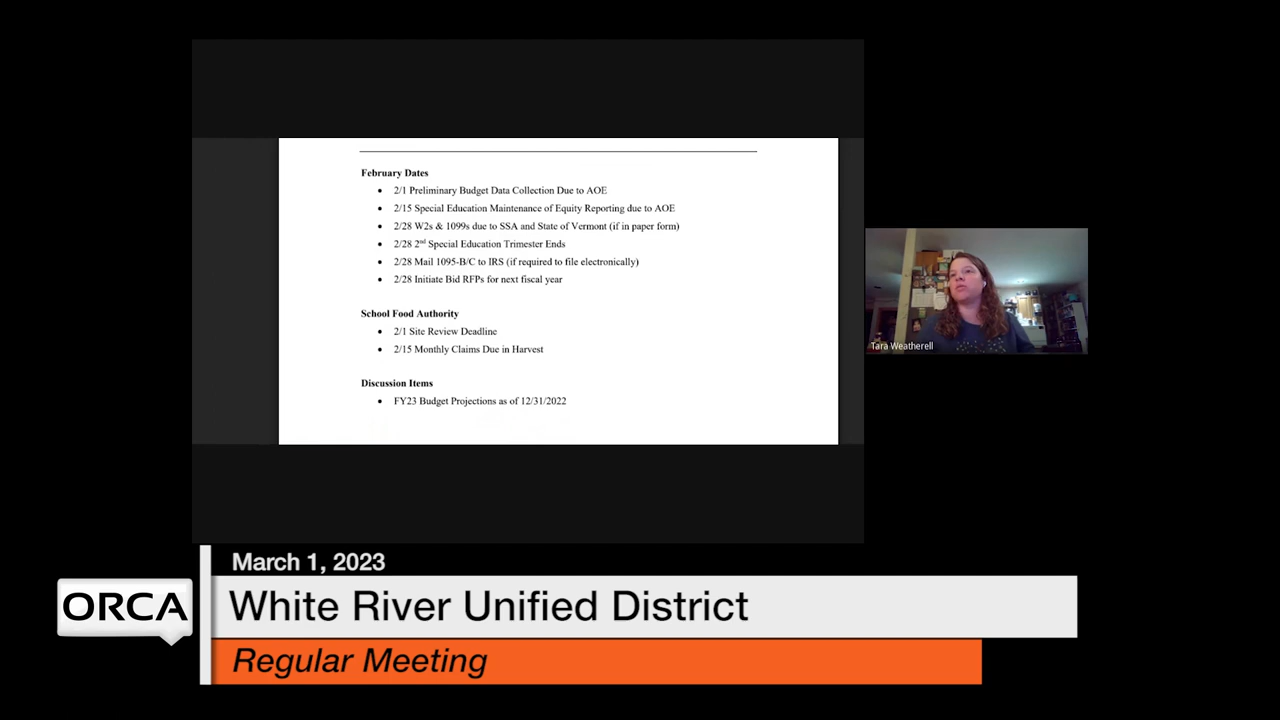 February Dates
• 2/1 Preliminary Budget Data Collection Due to AOE
• 2/15 Special Education Maintenance of Equity Reporting due to AOE
• 2/28 W2s & 1099s due to SSA and State of Vermont (if in paper form)
• 2/28 2nd Special Education Trimester Ends
• 2/28 Mail 1095-B/C to IRS (if required to file electronically)
• 2/28 Initiate Bid RFPs for next fiscal year
School Food Authority
• 2/1 Site Review Deadline
• 2/15 Monthly Claims Due in Harvest
Discussion Items
• FY23 Budget Projections as of 12/31/2022
Tara Weatherell
March 1, 2023
ORCA
White River Unified District
Regular Meeting